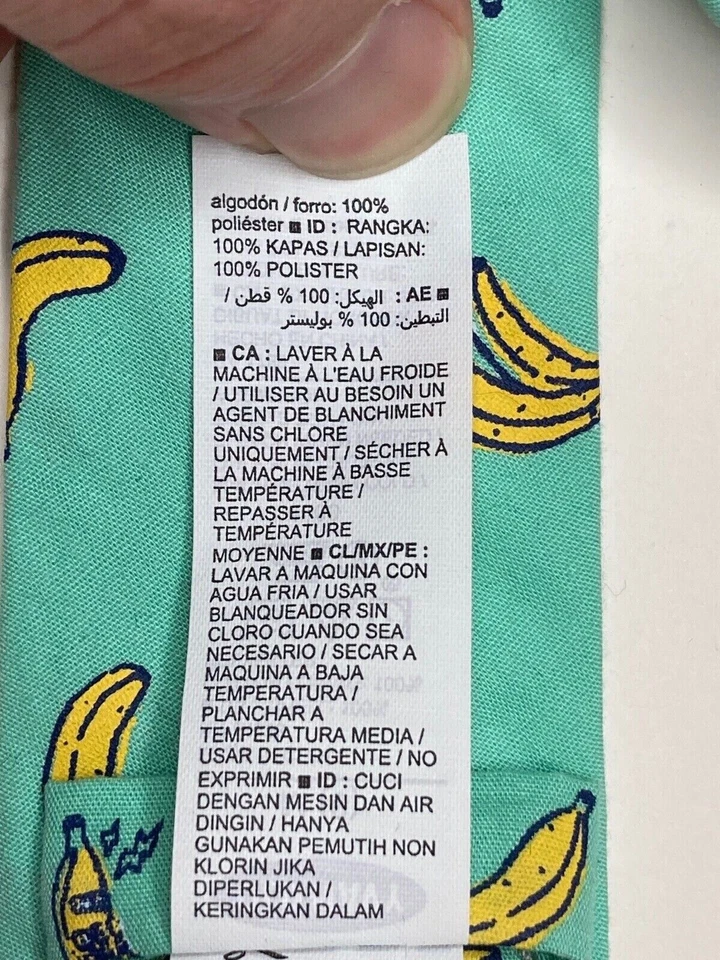 algodón / forro: 100%
poliéster ■ ID : RANGKA:
100% KAPAS / LAPISAN:
100% POLISTER
■ AE : الهيكل: 100 % قطن /
التبطين: 100 % بوليستر
■ CA : LAVER À LA
MACHINE À L'EAU FROIDE
/ UTILISER AU BESOIN UN
AGENT DE BLANCHIMENT
SANS CHLORE
UNIQUEMENT / SÉCHER À
LA MACHINE À BASSE
TEMPÉRATURE /
REPASSER À
TEMPÉRATURE
MOYENNE ■ CL/MX/PE :
LAVAR A MAQUINA CON
AGUA FRIA / USAR
BLANQUEADOR SIN
CLORO CUANDO SEA
NECESARIO / SECAR A
MAQUINA A BAJA
TEMPERATURA /
PLANCHAR A
TEMPERATURA MEDIA /
USAR DETERGENTE / NO
EXPRIMIR ■ ID : CUCI
DENGAN MESIN DAN AIR
DINGIN / HANYA
GUNAKAN PEMUTIH NON
KLORIN JIKA
DIPERLUKAN /
KERINGKAN DALAM